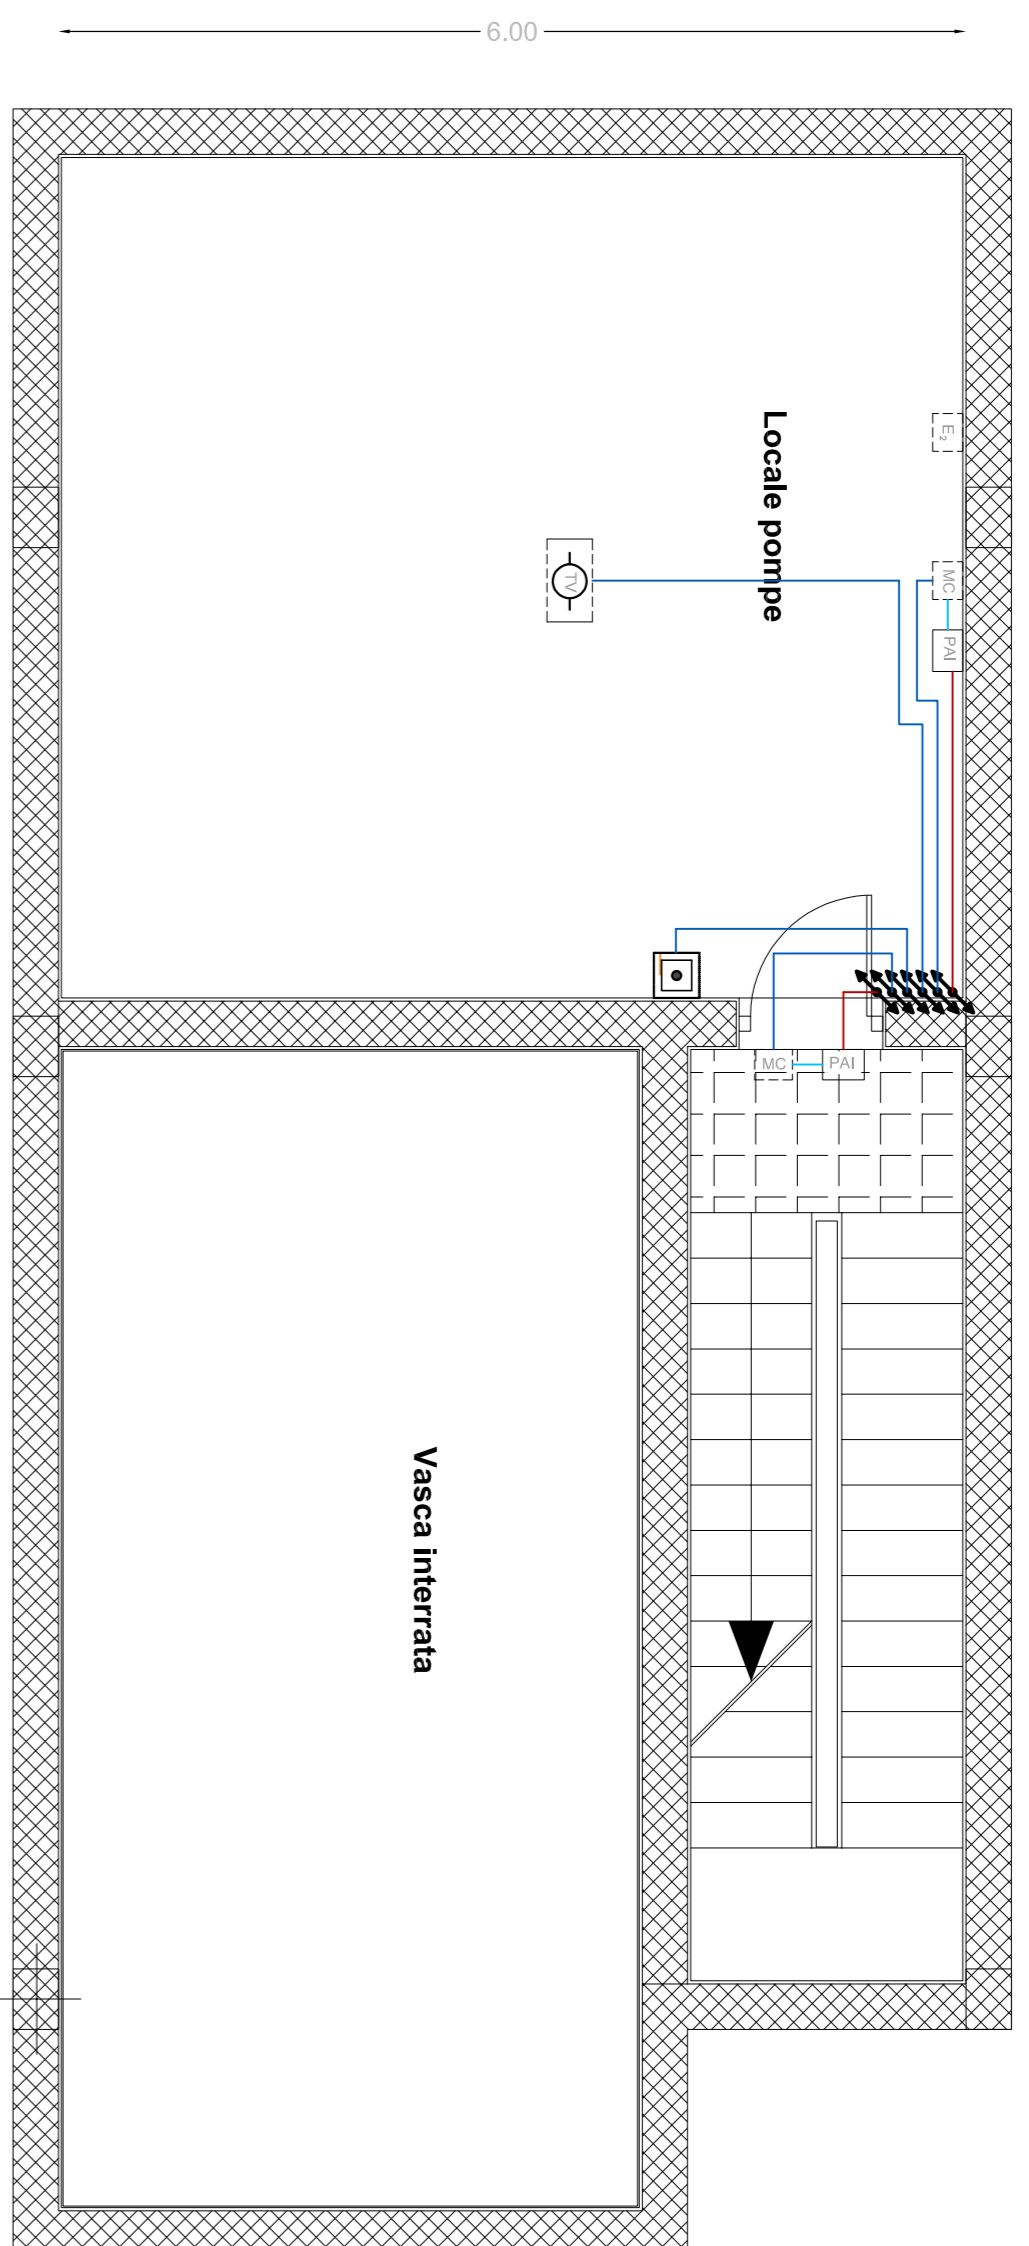 6.00
Locale pompe
E₂
MC
TV
PAI
MC
PAI
Vasca interrata